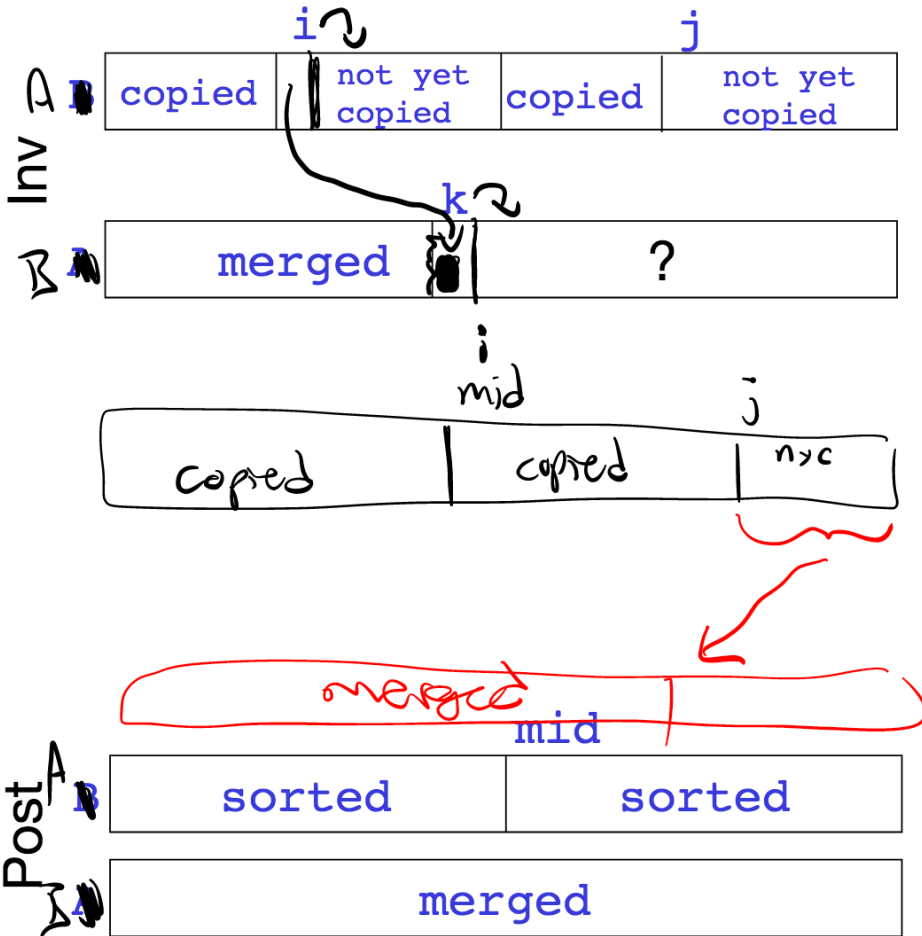 i j
Inv
A copied not yet copied copied not yet copied
k
B merged ?
i
mid j
copied copied nyc
merged
mid
Post
A B sorted sorted
B merged